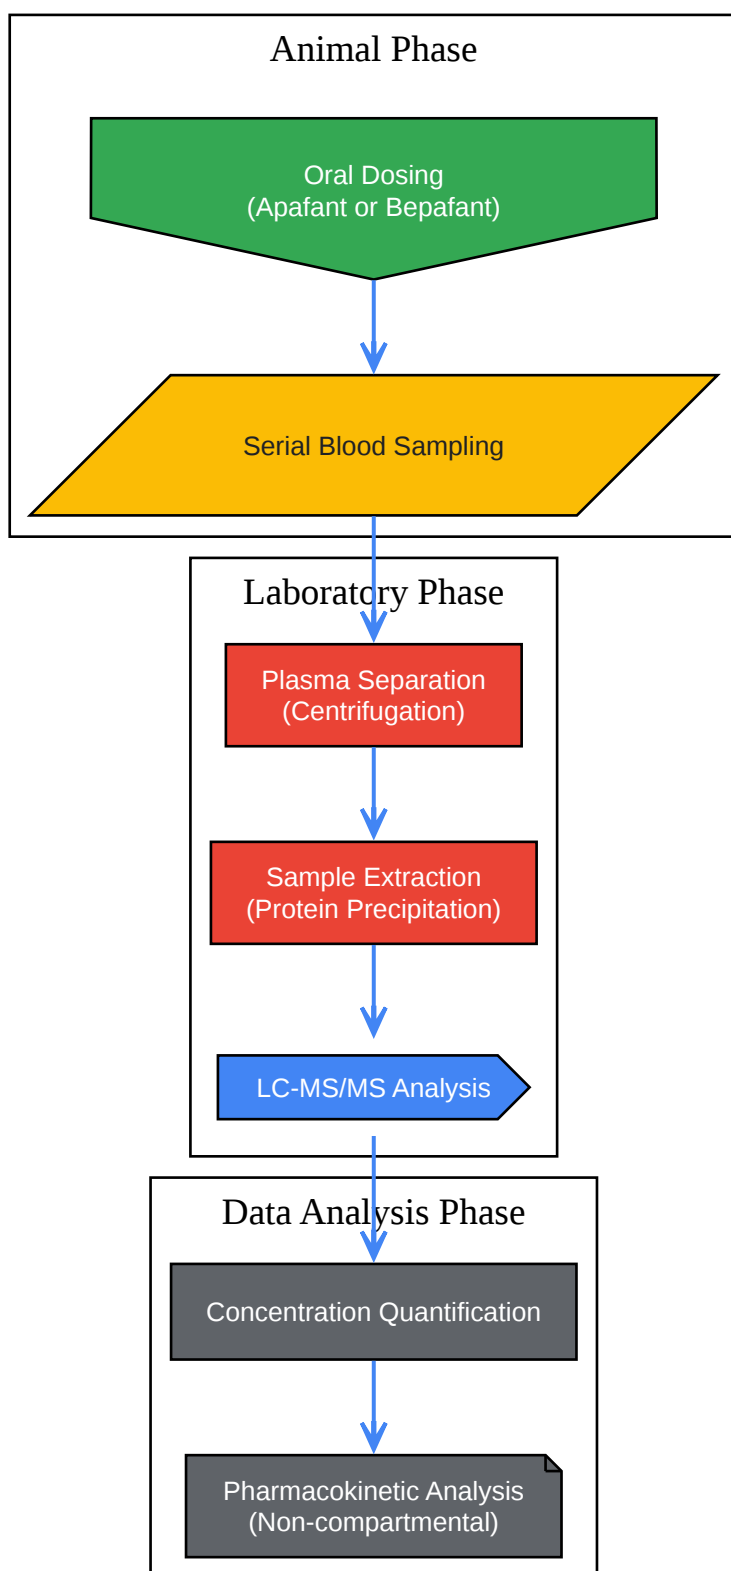 Animal Phase
Oral Dosing
(Apafant or Bepafant)
Serial Blood Sampling
Laboratory Phase
Plasma Separation
(Centrifugation)
Sample Extraction
(Protein Precipitation)
LC-MS/MS Analysis
Data Analysis Phase
Concentration Quantification
Pharmacokinetic Analysis
(Non-compartmental)